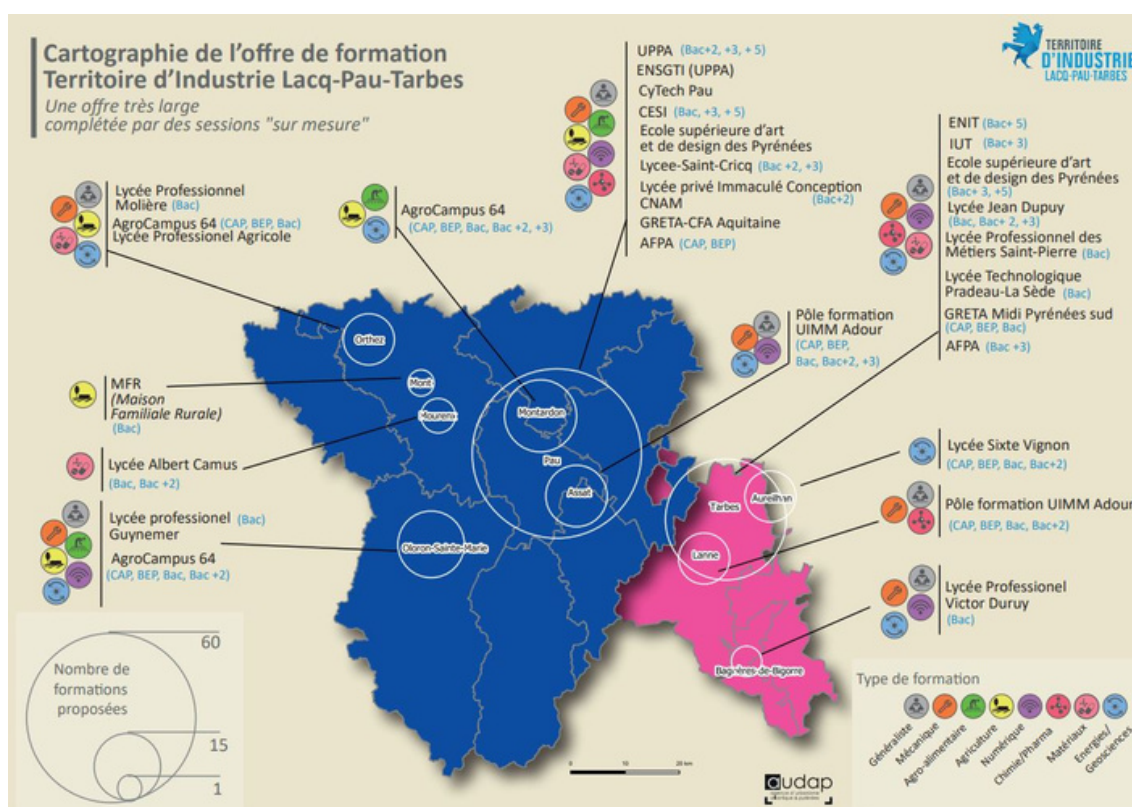 Cartographie de l'offre de formation
Territoire d'Industrie Lacq-Pau-Tarbes
Une offre très large
complétée par des sessions "sur mesure"
TERRITOIRE
D'INDUSTRIE
LACQ-PAU-TARBES
UPPA (Bac+2, +3, + 5)
ENSGTI (UPPA)
CyTech Pau
CESI (Bac, +3, + 5)
Ecole supérieure d'art
et de design des Pyrénées
Lycee-Saint-Cricq (Bac +2, +3)
Lycée privé Immaculé Conception
(Bac+2)
CNAM
GRETA-CFA Aquitaine
AFPA (CAP, BEP)
ENIT (Bac+ 5)
IUT (Bac+ 3)
Ecole supérieure d'art
et de design des Pyrénées
(Bac+ 3, +5)
Lycée Jean Dupuy
(Bac, Bac+ 2, +3)
Lycée Professionnel des
Métiers Saint-Pierre (Bac)
Lycée Technologique
Pradeau-La Sède (Bac)
GRETA Midi Pyrénées sud
(CAP, BEP, Bac)
AFPA (Bac +3)
Lycée Professionnel
Molière (Bac)
AgroCampus 64 (CAP, BEP, Bac)
Lycée Professionel Agricole
AgroCampus 64
(CAP, BEP, Bac, Bac +2, +3)
Pôle formation
UIMM Adour
(CAP, BEP,
Bac, Bac+2, +3)
MFR
(Maison
Familiale Rurale)
(Bac)
Lycée Albert Camus
(Bac, Bac +2)
Lycée professionel (Bac)
Guynemer
AgroCampus 64
(CAP, BEP, Bac, Bac +2)
Lycée Sixte Vignon
(CAP, BEP, Bac, Bac+2)
Pôle formation UIMM Adour
(CAP, BEP, Bac, Bac+2)
Lycée Professionel
Victor Duruy
(Bac)
Orthez
Mont
Mourenx
Montardon
Pau
Assat
Oloron-Sainte-Marie
Tarbes
Aureilhan
Lanne
Bagnères-de-Bigorre
Nombre de
formations
proposées
60
15
1
0 10 20 km
audap
Type de formation
Généraliste
Mécanique
Agro-alimentaire
Agriculture
Numérique
Chimie/Pharma
Matériaux
Energies/
Geosciences